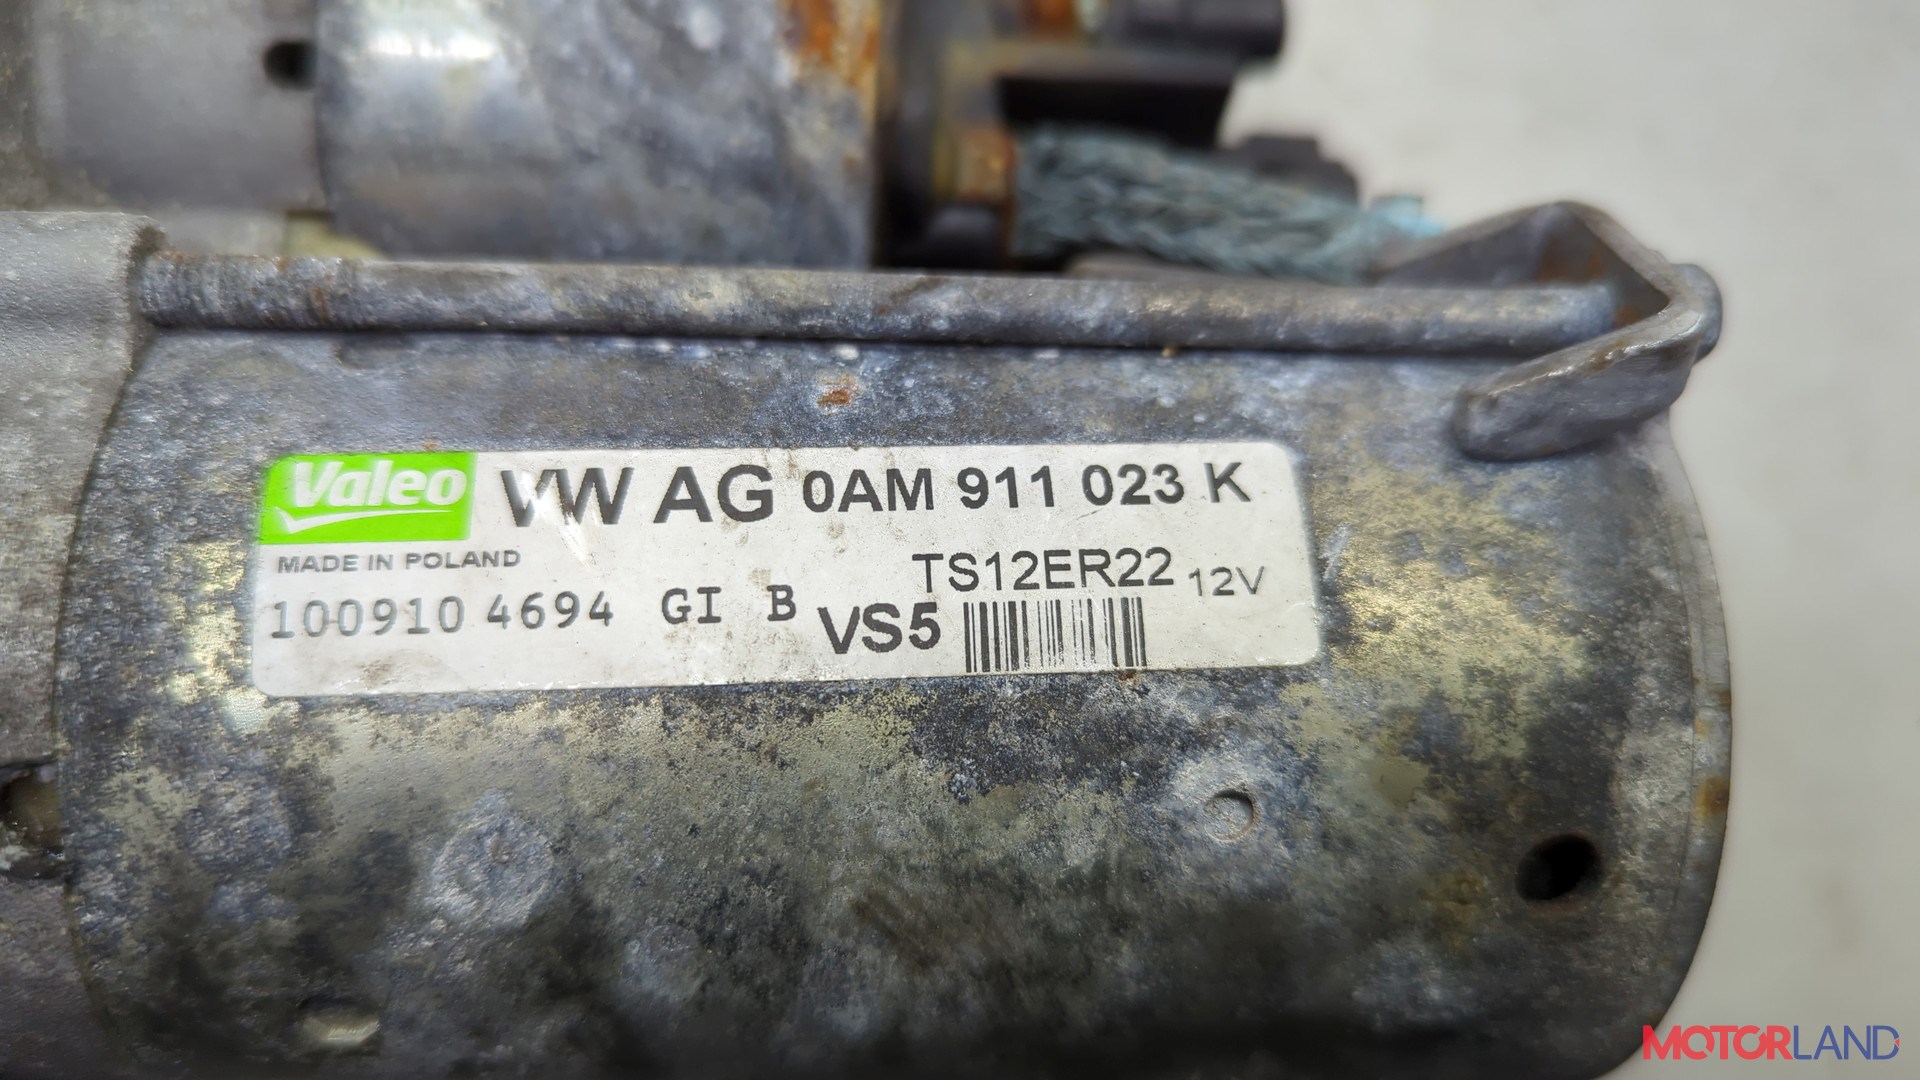 Valeo VW AG 0AM 911 023 K
MADE IN POLAND
TS12ER22 12V
100910 4694 GI B VS5
MOTORLAND